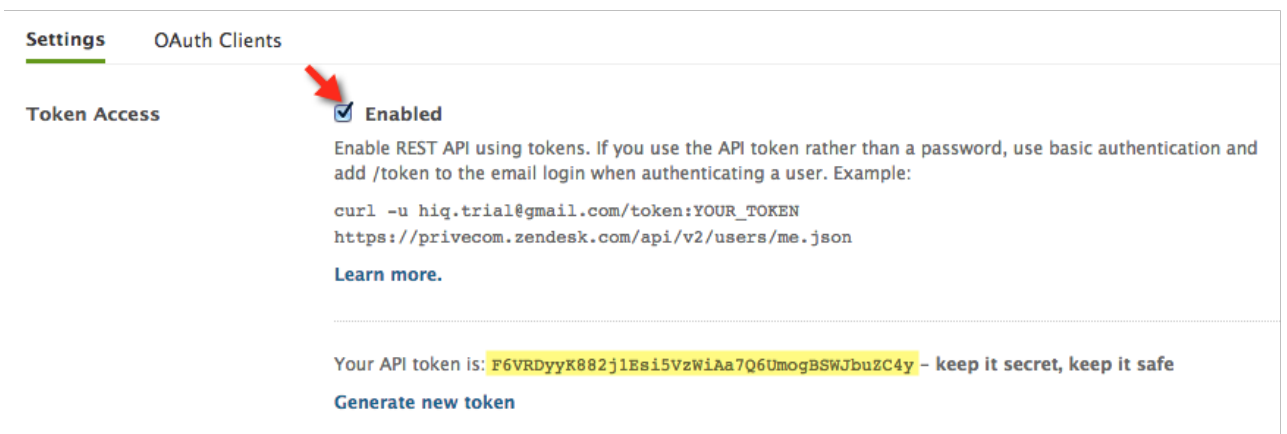 Settings OAuth Clients
Token Access
Enabled
Enable REST API using tokens. If you use the API token rather than a password, use basic authentication and
add /token to the email login when authenticating a user. Example:
curl -u hiq.trial@gmail.com/token:YOUR_TOKEN
https://privecom.zendesk.com/api/v2/users/me.json
Learn more.
Your API token is: F6VRDyyK882j1Esi5VzWiAa7Q6UmogBSWJbuZC4y – keep it secret, keep it safe
Generate new token